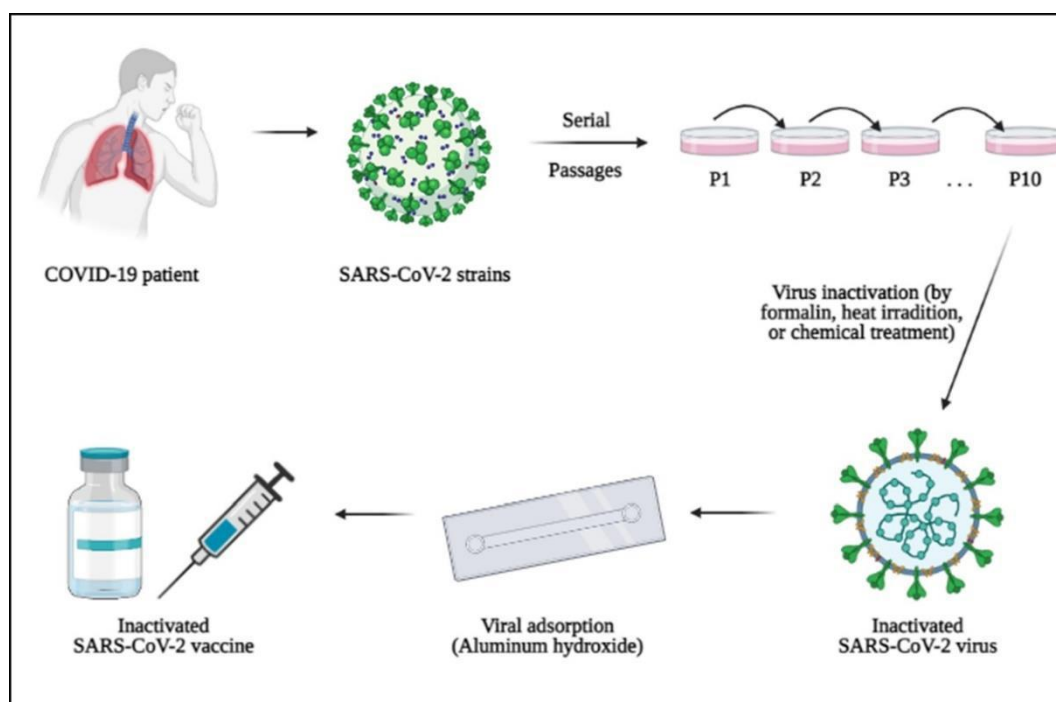 COVID-19 patient
SARS-CoV-2 strains
Serial
Passages
P1
P2
P3
...
P10
Virus inactivation (by
formalin, heat irradition,
or chemical treatment)
Inactivated
SARS-CoV-2 vaccine
Viral adsorption
(Aluminum hydroxide)
Inactivated
SARS-CoV-2 virus